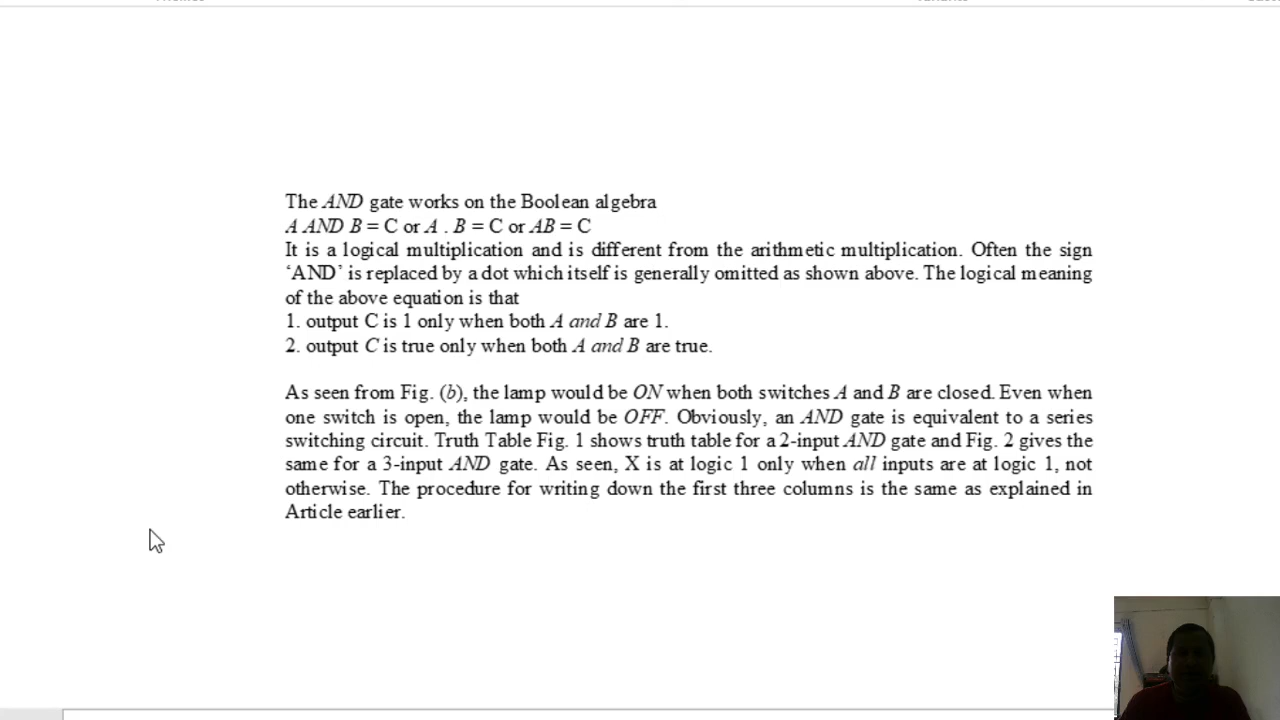 The AND gate works on the Boolean algebra
A AND B = C or A . B = C or AB = C
It is a logical multiplication and is different from the arithmetic multiplication. Often the sign
‘AND’ is replaced by a dot which itself is generally omitted as shown above. The logical meaning
of the above equation is that
1. output C is 1 only when both A and B are 1.
2. output C is true only when both A and B are true.
As seen from Fig. (b), the lamp would be ON when both switches A and B are closed. Even when
one switch is open, the lamp would be OFF. Obviously, an AND gate is equivalent to a series
switching circuit. Truth Table Fig. 1 shows truth table for a 2-input AND gate and Fig. 2 gives the
same for a 3-input AND gate. As seen, X is at logic 1 only when all inputs are at logic 1, not
otherwise. The procedure for writing down the first three columns is the same as explained in
Article earlier.